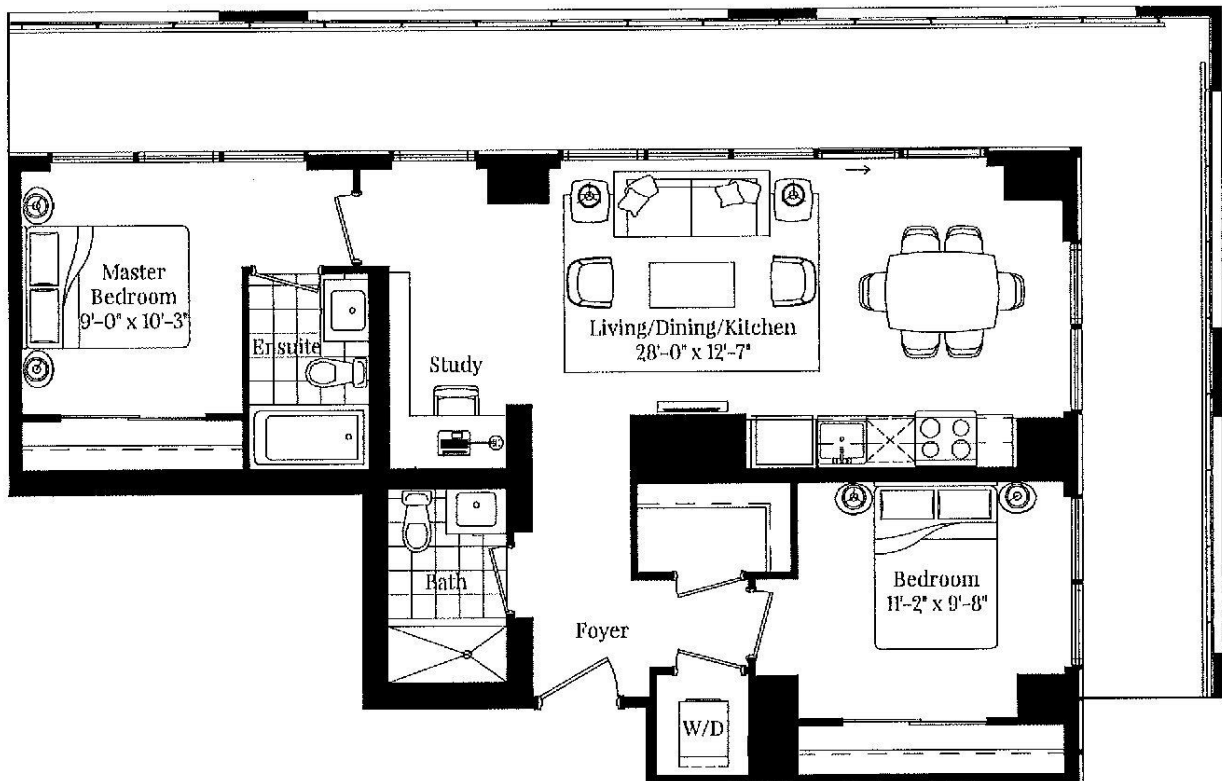 Master
Bedroom
9'-0" x 10'-3"
Ensuite
Study
Living/Dining/Kitchen
28'-0" x 12'-7"
Bath
Foyer
Bedroom
11'-2" x 9'-8"
W/D